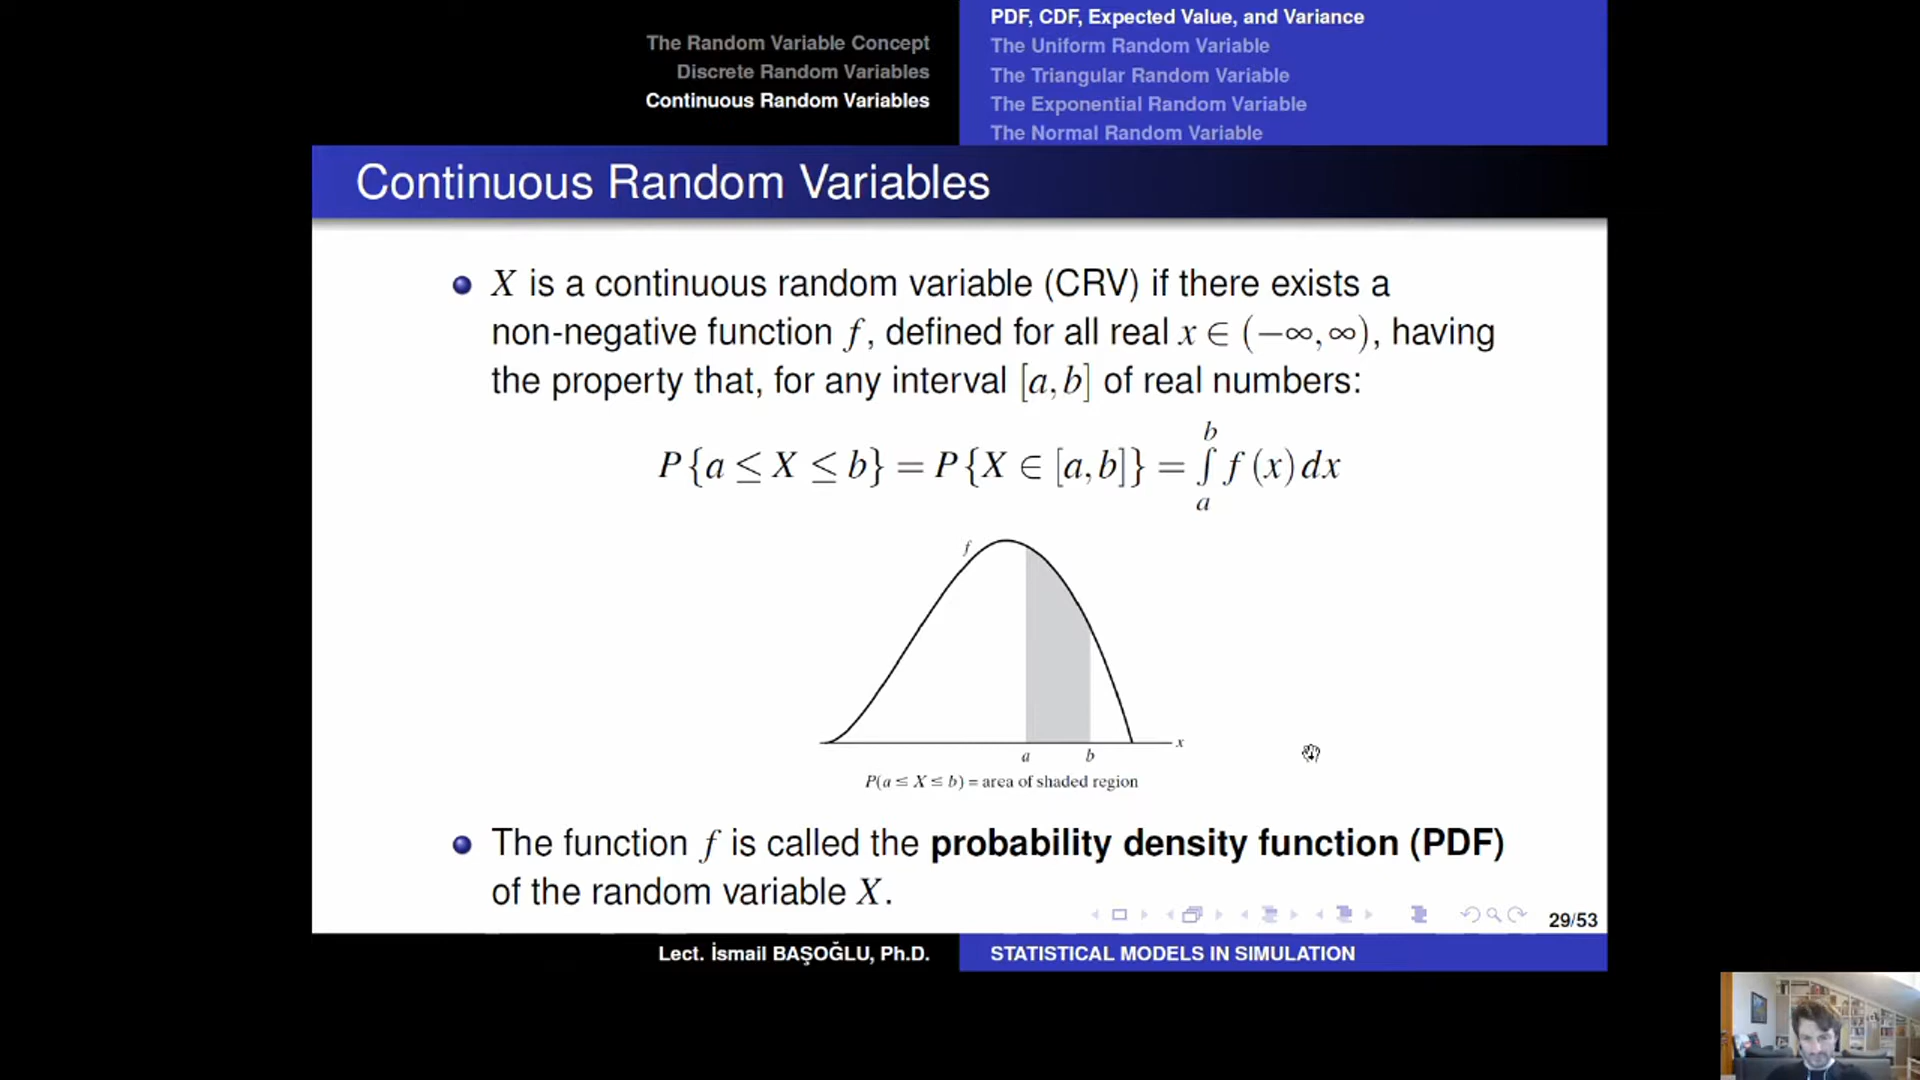 The Random Variable Concept
Discrete Random Variables
Continuous Random Variables
PDF, CDF, Expected Value, and Variance
The Uniform Random Variable
The Triangular Random Variable
The Exponential Random Variable
The Normal Random Variable
Continuous Random Variables
X is a continuous random variable (CRV) if there exists a
non-negative function f, defined for all real x ∈ (−∞, ∞), having
the property that, for any interval [a, b] of real numbers:
P{a ≤ X ≤ b} = P{X ∈ [a, b]} = ∫_a^b f(x) dx
f
x
a b
P(a ≤ X ≤ b) = area of shaded region
The function f is called the probability density function (PDF)
of the random variable X.
29/53
Lect. İsmail BAŞOĞLU, Ph.D.
STATISTICAL MODELS IN SIMULATION